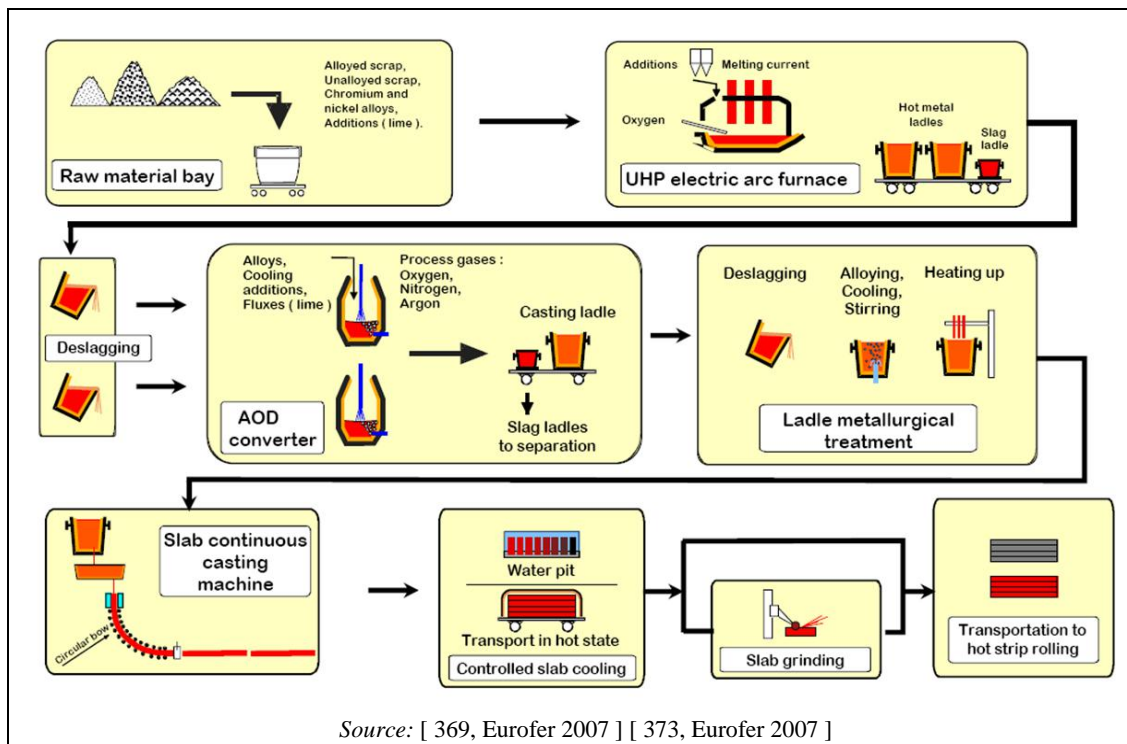 Alloyed scrap,
Unalloyed scrap,
Chromium and
nickel alloys,
Additions ( lime ).
Raw material bay
Additions
Melting current
Oxygen
Hot metal
ladles
Slag
ladle
UHP electric arc furnace
Deslagging
Alloys,
Cooling
additions,
Fluxes ( lime )
Process gases :
Oxygen,
Nitrogen,
Argon
Casting ladle
AOD
converter
Slag ladles
to separation
Deslagging
Alloying,
Cooling,
Stirring
Heating up
Ladle metallurgical
treatment
Slab continuous
casting
machine
Circular bow
Water pit
Transport in hot state
Controlled slab cooling
Slab grinding
Transportation to
hot strip rolling
Source: [ 369, Eurofer 2007 ] [ 373, Eurofer 2007 ]